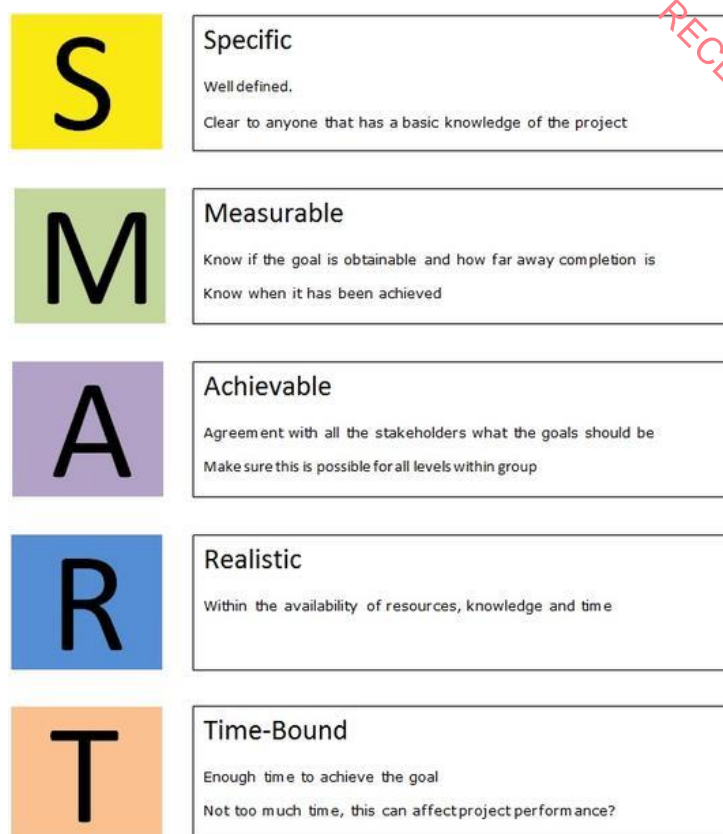 S
Specific
Well defined.
Clear to anyone that has a basic knowledge of the project
M
Measurable
Know if the goal is obtainable and how far away completion is
Know when it has been achieved
A
Achievable
Agreement with all the stakeholders what the goals should be
Make sure this is possible for all levels within group
R
Realistic
Within the availability of resources, knowledge and time
T
Time-Bound
Enough time to achieve the goal
Not too much time, this can affect project performance?